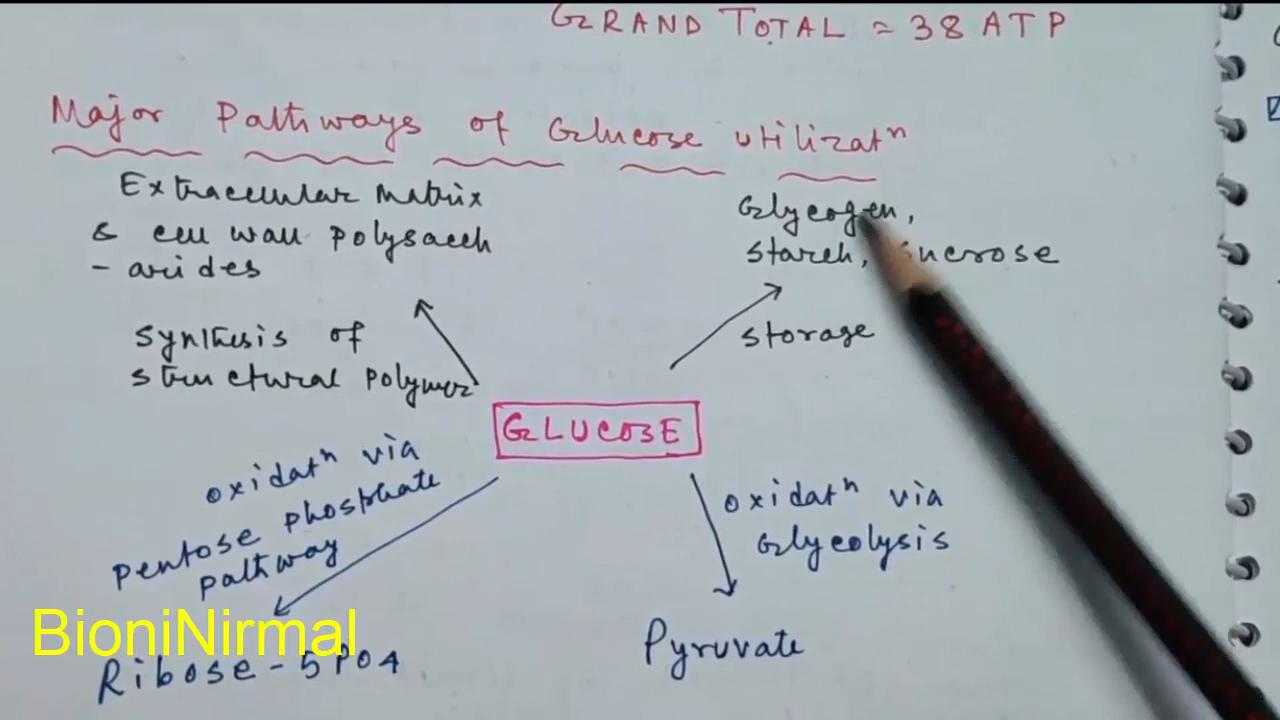 GRAND TOTAL = 38 ATP
Major Pathways of Glucose utilizatⁿ
Extracellular Matrix
& cell wall polysacch
- arides
Synthesis of
structural polymer
Glycogen,
starch, Sucrose
storage
GLUCOSE
oxidatⁿ via
pentose phosphate
pathway
oxidatⁿ via
Glycolysis
BioniNirmal
Ribose-5PO4
Pyruvate